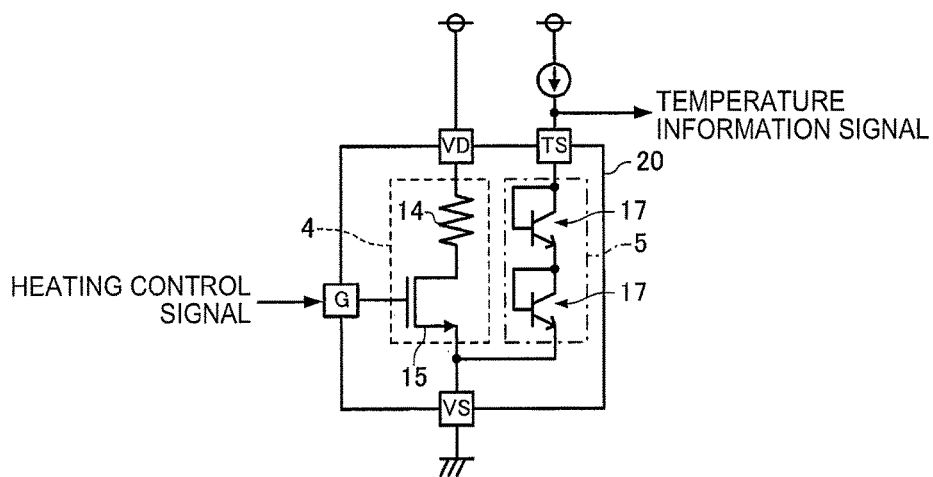 TEMPERATURE
INFORMATION SIGNAL
VD
TS
20
4
14
17
5
HEATING CONTROL
SIGNAL
G
17
15
VS